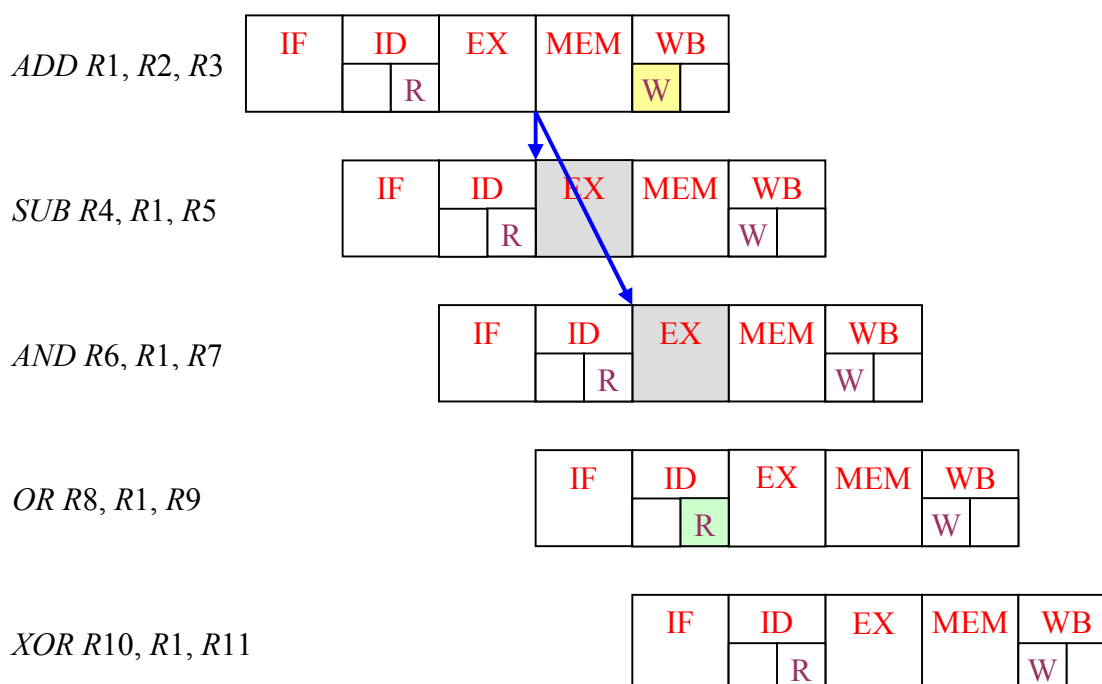 IF ID EX MEM WB
ADD R1, R2, R3
R W
IF ID EX MEM WB
SUB R4, R1, R5
R W
IF ID EX MEM WB
AND R6, R1, R7
R W
IF ID EX MEM WB
OR R8, R1, R9
R W
IF ID EX MEM WB
XOR R10, R1, R11
R W